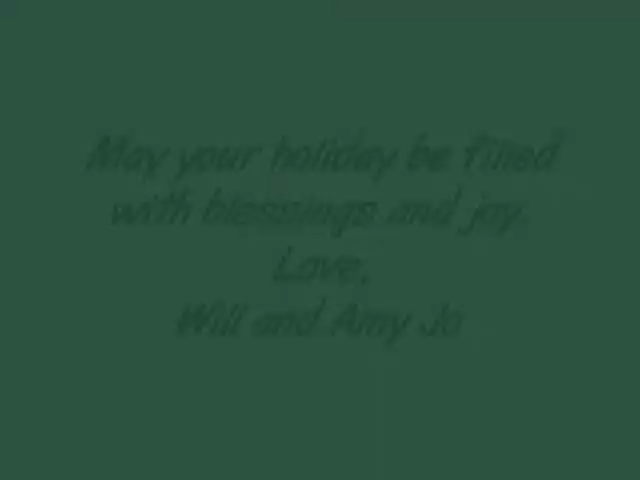 May your holiday be filled
with blessings and joy.
Love,
Will and Amy Jo